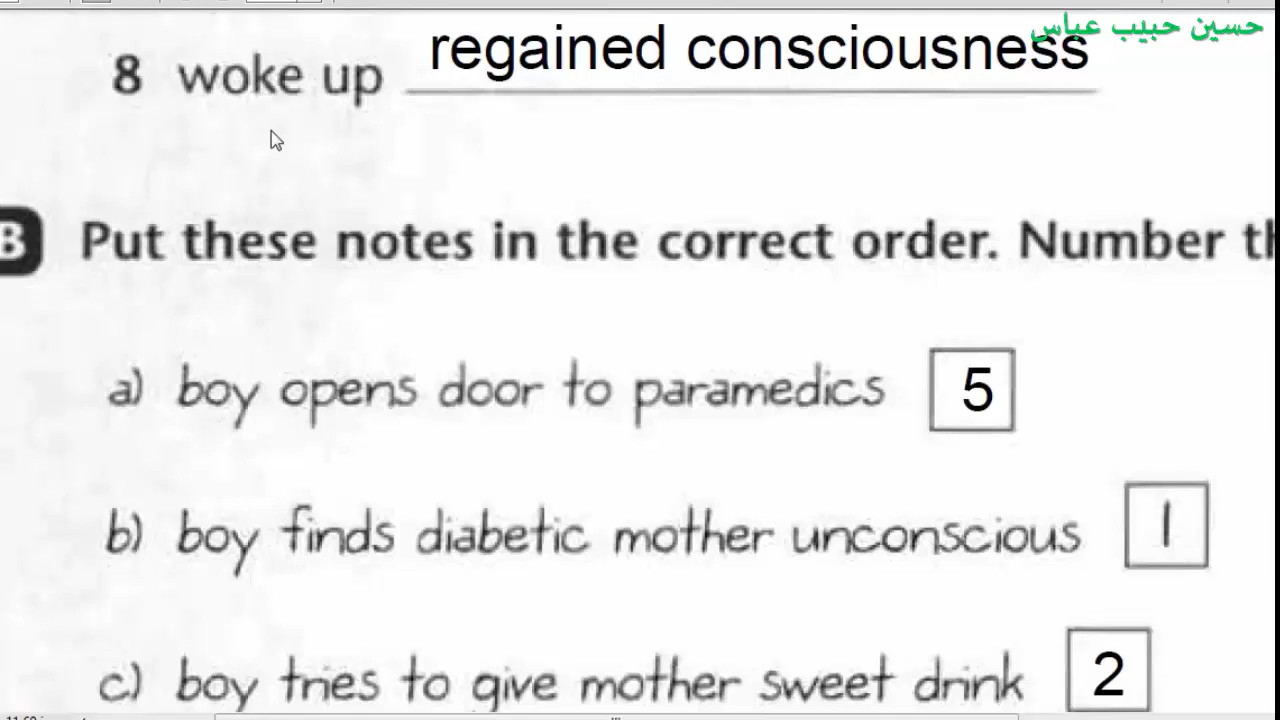 حسين حبيب عباس
8 woke up regained consciousness
B Put these notes in the correct order. Number
a) boy opens door to paramedics 5
b) boy finds diabetic mother unconscious 1
c) boy tries to give mother sweet drink 2